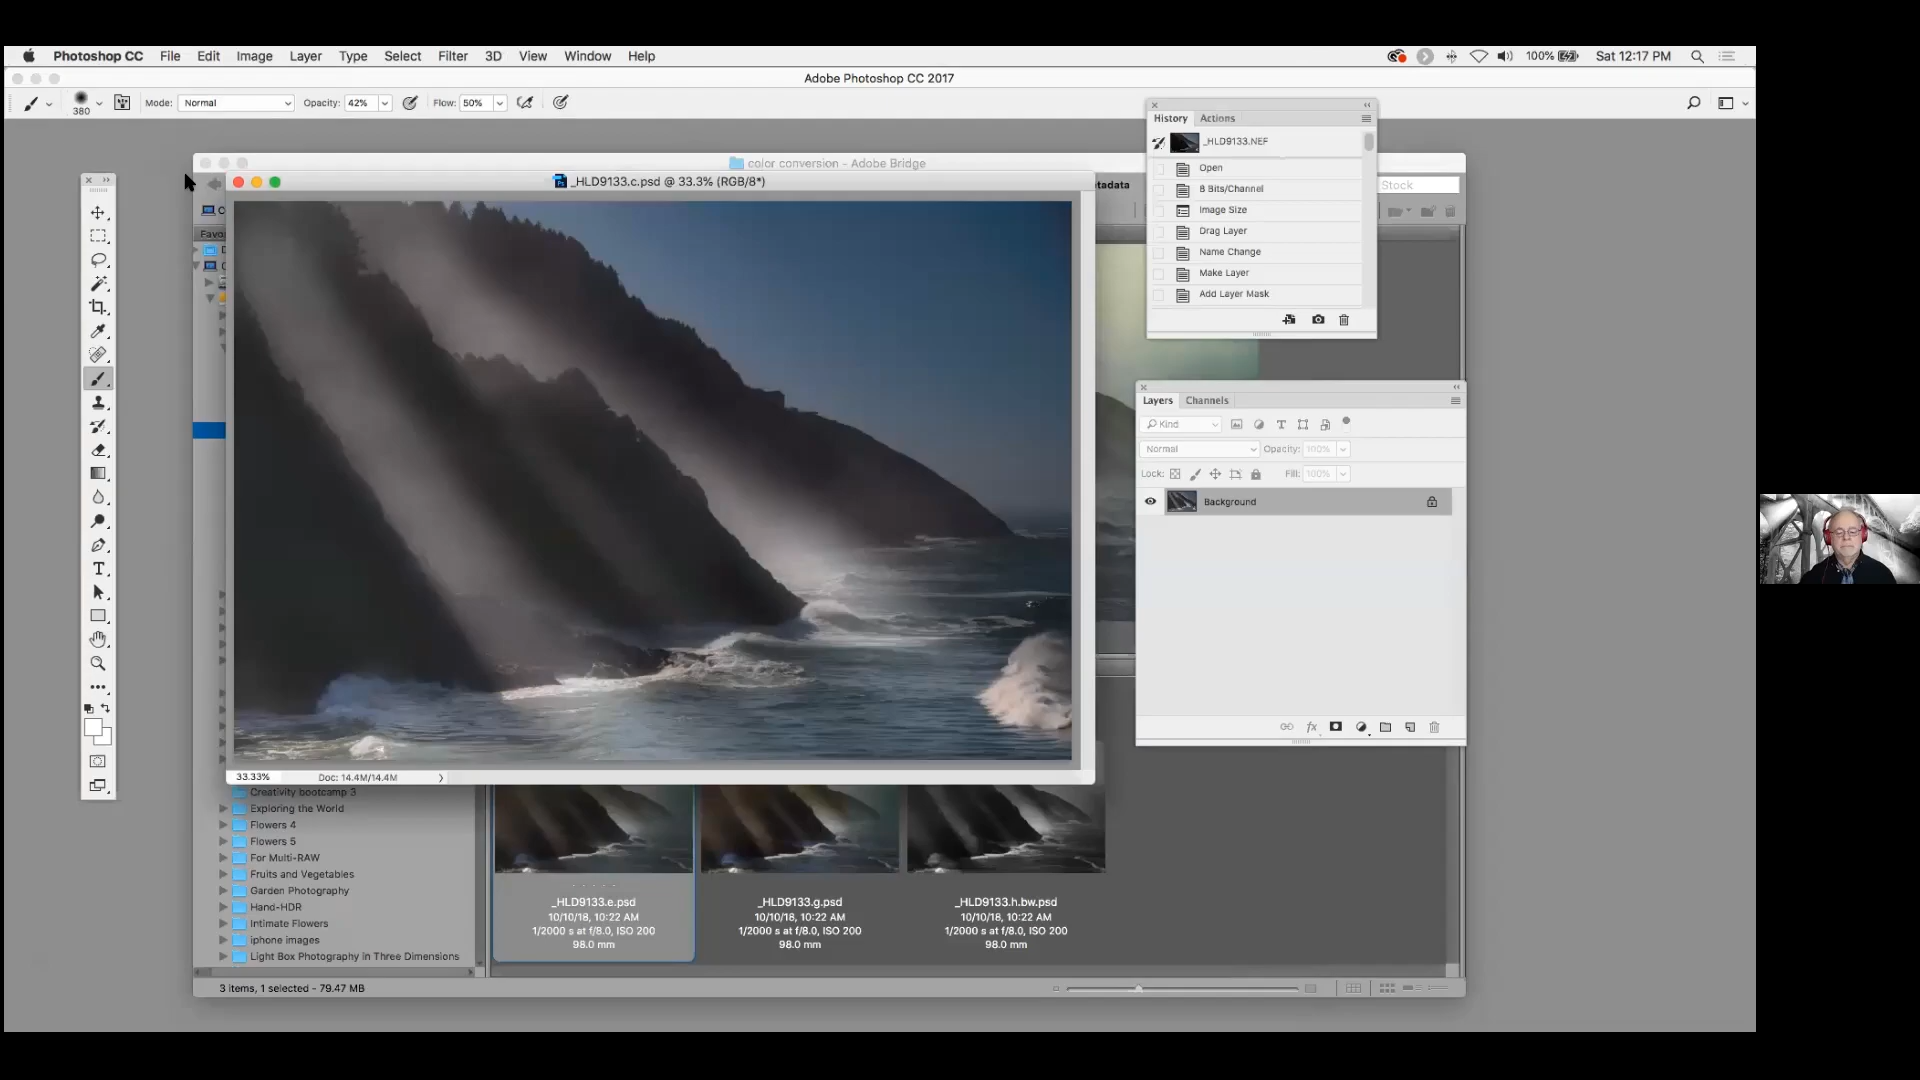 Photoshop CC File Edit Image Layer Type Select Filter 3D View Window Help 100% Sat 12:17 PM
Adobe Photoshop CC 2017
380 Mode: Normal Opacity: 42% Flow: 50%
History Actions
_HLD9133.NEF
Open
8 Bits/Channel
Image Size
Drag Layer
Name Change
Make Layer
Add Layer Mask
color conversion - Adobe Bridge
_HLD9133.c.psd @ 33.3% (RGB/8*)
tadata
Stock
Favo
Layers Channels
Kind
Normal Opacity: 100%
Lock: Fill: 100%
Background
33.33% Doc: 14.4M/14.4M
Creativity bootcamp 3
Exploring the World
Flowers 4
Flowers 5
For Multi-RAW
Fruits and Vegetables
Garden Photography
Hand-HDR
Intimate Flowers
iphone images
Light Box Photography in Three Dimensions
_HLD9133.e.psd
10/10/18, 10:22 AM
1/2000 s at f/8.0, ISO 200
98.0 mm
_HLD9133.g.psd
10/10/18, 10:22 AM
1/2000 s at f/8.0, ISO 200
98.0 mm
_HLD9133.h.bw.psd
10/10/18, 10:22 AM
1/2000 s at f/8.0, ISO 200
98.0 mm
3 items, 1 selected - 79.47 MB